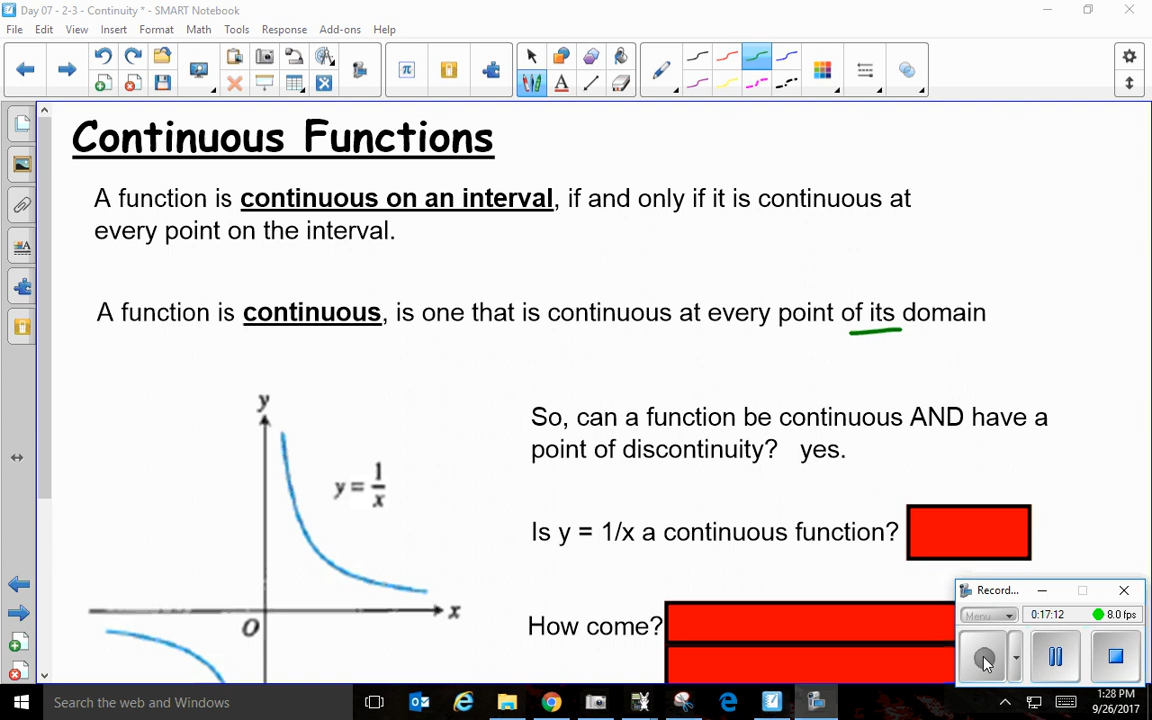 Day 07 - 2-3 - Continuity * - SMART Notebook
File Edit View Insert Format Math Tools Response Add-ons Help
Continuous Functions
A function is continuous on an interval, if and only if it is continuous at
every point on the interval.
A function is continuous, is one that is continuous at every point of its domain
y
y = 1/x
x
O
So, can a function be continuous AND have a
point of discontinuity? yes.
Is y = 1/x a continuous function?
How come?
Record...
Menu
0:17:12
8.0 fps
Search the web and Windows
1:28 PM
9/26/2017